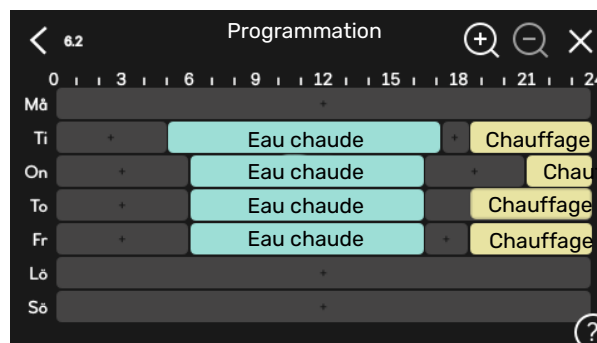 6.2 Programmation
0 3 6 9 12 15 18 21 24
Må
Ti Eau chaude Chauffage
On Eau chaude Chau
To Eau chaude Chauffage
Fr Eau chaude Chauffage
Lö
Sö
?